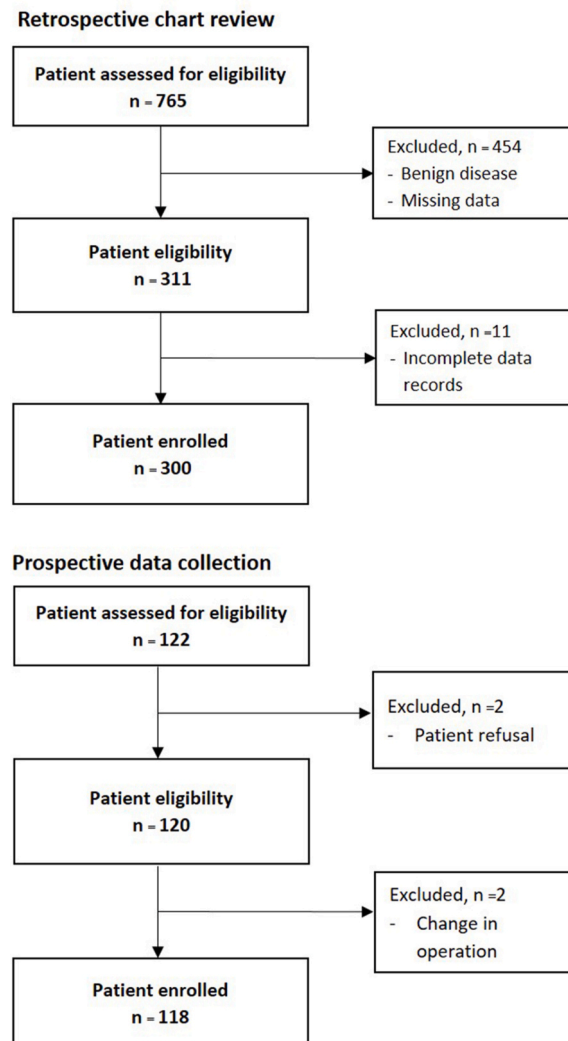 Retrospective chart review
Patient assessed for eligibility
n = 765
Excluded, n = 454
- Benign disease
- Missing data
Patient eligibility
n = 311
Excluded, n =11
- Incomplete data
records
Patient enrolled
n = 300
Prospective data collection
Patient assessed for eligibility
n = 122
Excluded, n =2
- Patient refusal
Patient eligibility
n = 120
Excluded, n =2
- Change in
operation
Patient enrolled
n = 118